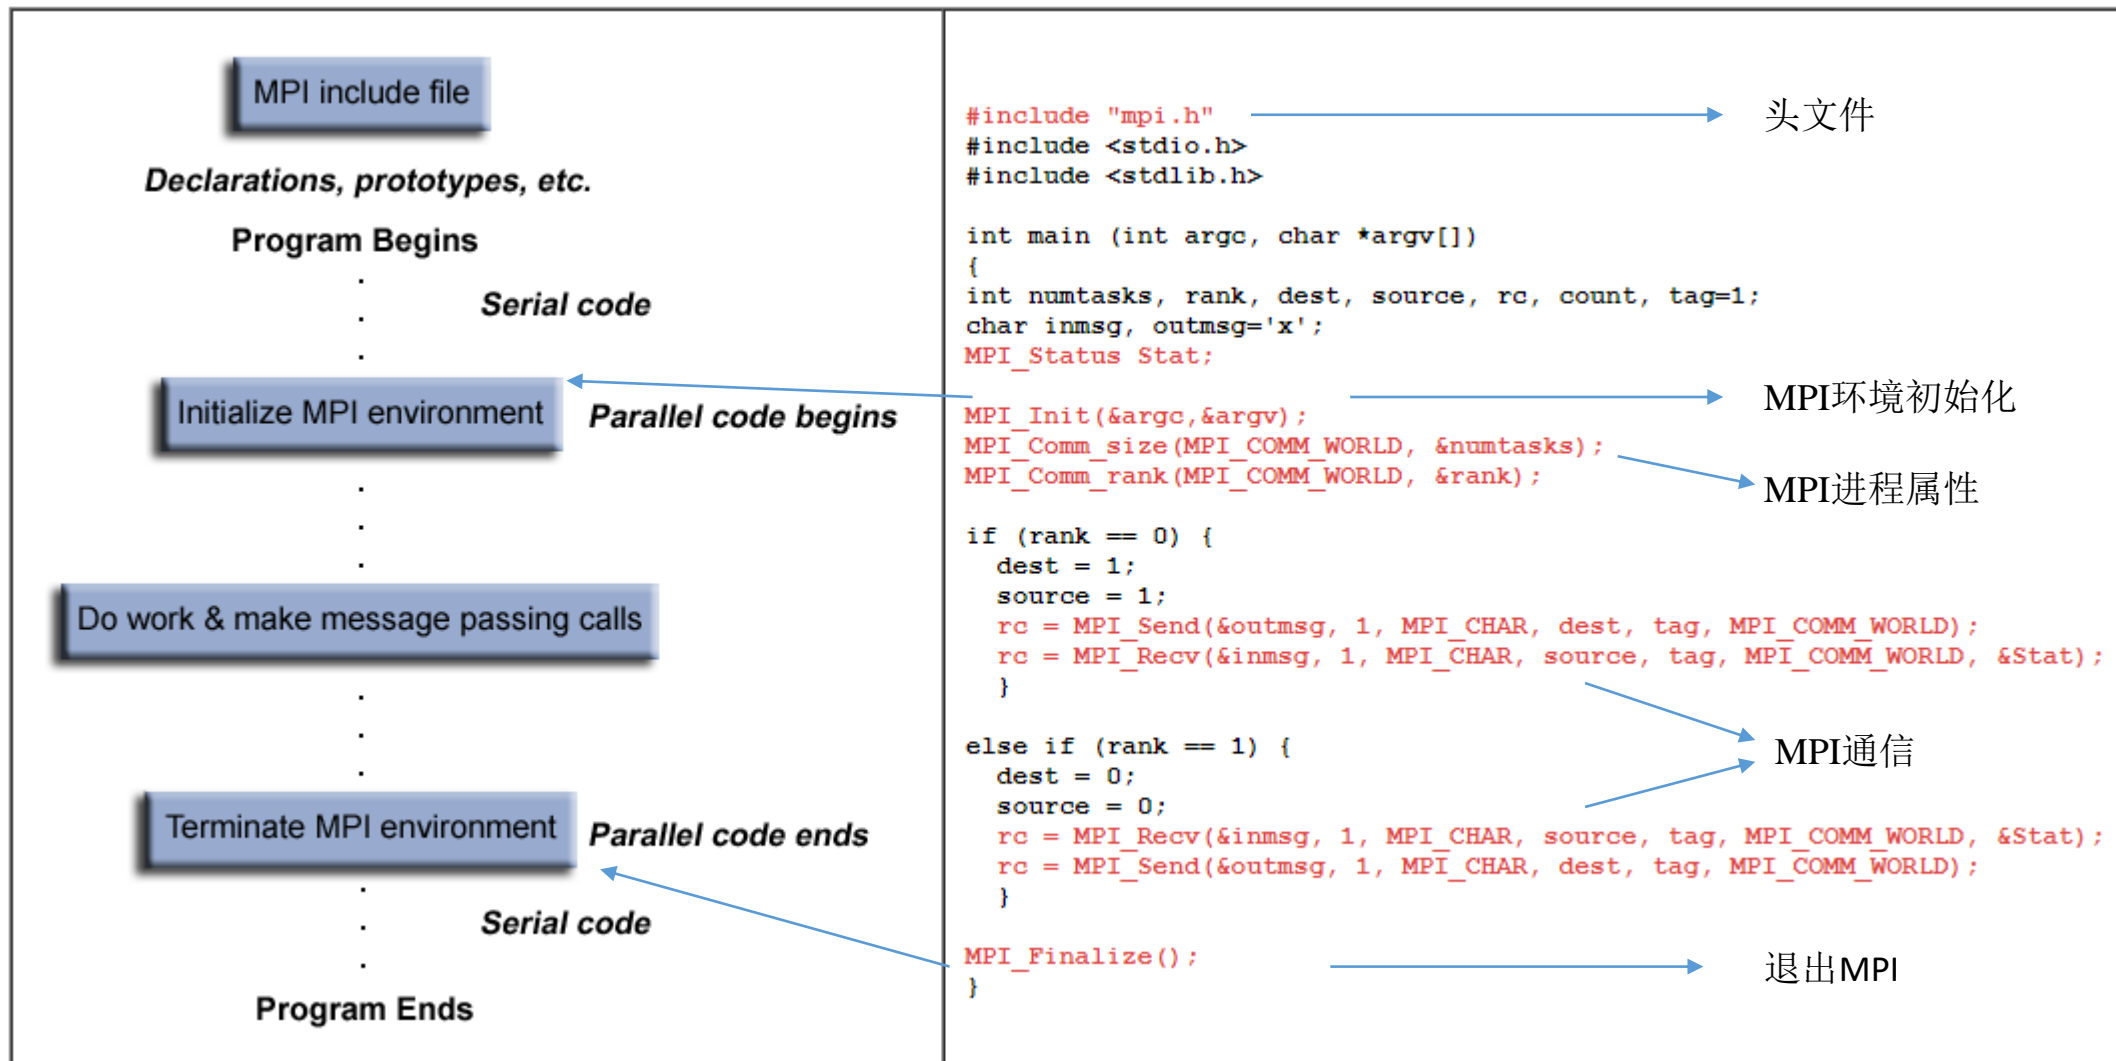 MPI include file
Declarations, prototypes, etc.
Program Begins
Serial code
Initialize MPI environment
Parallel code begins
Do work & make message passing calls
Terminate MPI environment
Parallel code ends
Serial code
Program Ends
#include "mpi.h"
头文件
#include <stdio.h>
#include <stdlib.h>
int main (int argc, char *argv[])
{
int numtasks, rank, dest, source, rc, count, tag=1;
char inmsg, outmsg='x';
MPI_Status Stat;
MPI环境初始化
MPI_Init(&argc,&argv);
MPI_Comm_size(MPI_COMM_WORLD, &numtasks);
MPI_Comm_rank(MPI_COMM_WORLD, &rank);
MPI进程属性
if (rank == 0) {
dest = 1;
source = 1;
rc = MPI_Send(&outmsg, 1, MPI_CHAR, dest, tag, MPI_COMM_WORLD);
rc = MPI_Recv(&inmsg, 1, MPI_CHAR, source, tag, MPI_COMM_WORLD, &Stat);
}
MPI通信
else if (rank == 1) {
dest = 0;
source = 0;
rc = MPI_Recv(&inmsg, 1, MPI_CHAR, source, tag, MPI_COMM_WORLD, &Stat);
rc = MPI_Send(&outmsg, 1, MPI_CHAR, dest, tag, MPI_COMM_WORLD);
}
MPI_Finalize();
退出MPI
}